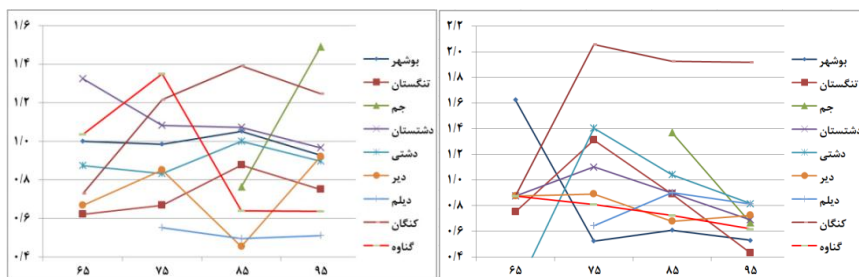 ۱/۶
۱/۴
۱/۲
۱/۰
۰/۸
۰/۶
۰/۴
۶۵ ۷۵ ۸۵ ۹۵
بوشهر
تنگستان
جم
دشتستان
دشتی
دیر
دیلم
کنگان
گناوه
۲/۲
۲/۰
۱/۸
۱/۶
۱/۴
۱/۲
۱/۰
۰/۸
۰/۶
۰/۴
۶۵ ۷۵ ۸۵ ۹۵
بوشهر
تنگستان
جم
دشتستان
دشتی
دیر
دیلم
کنگان
گناوه